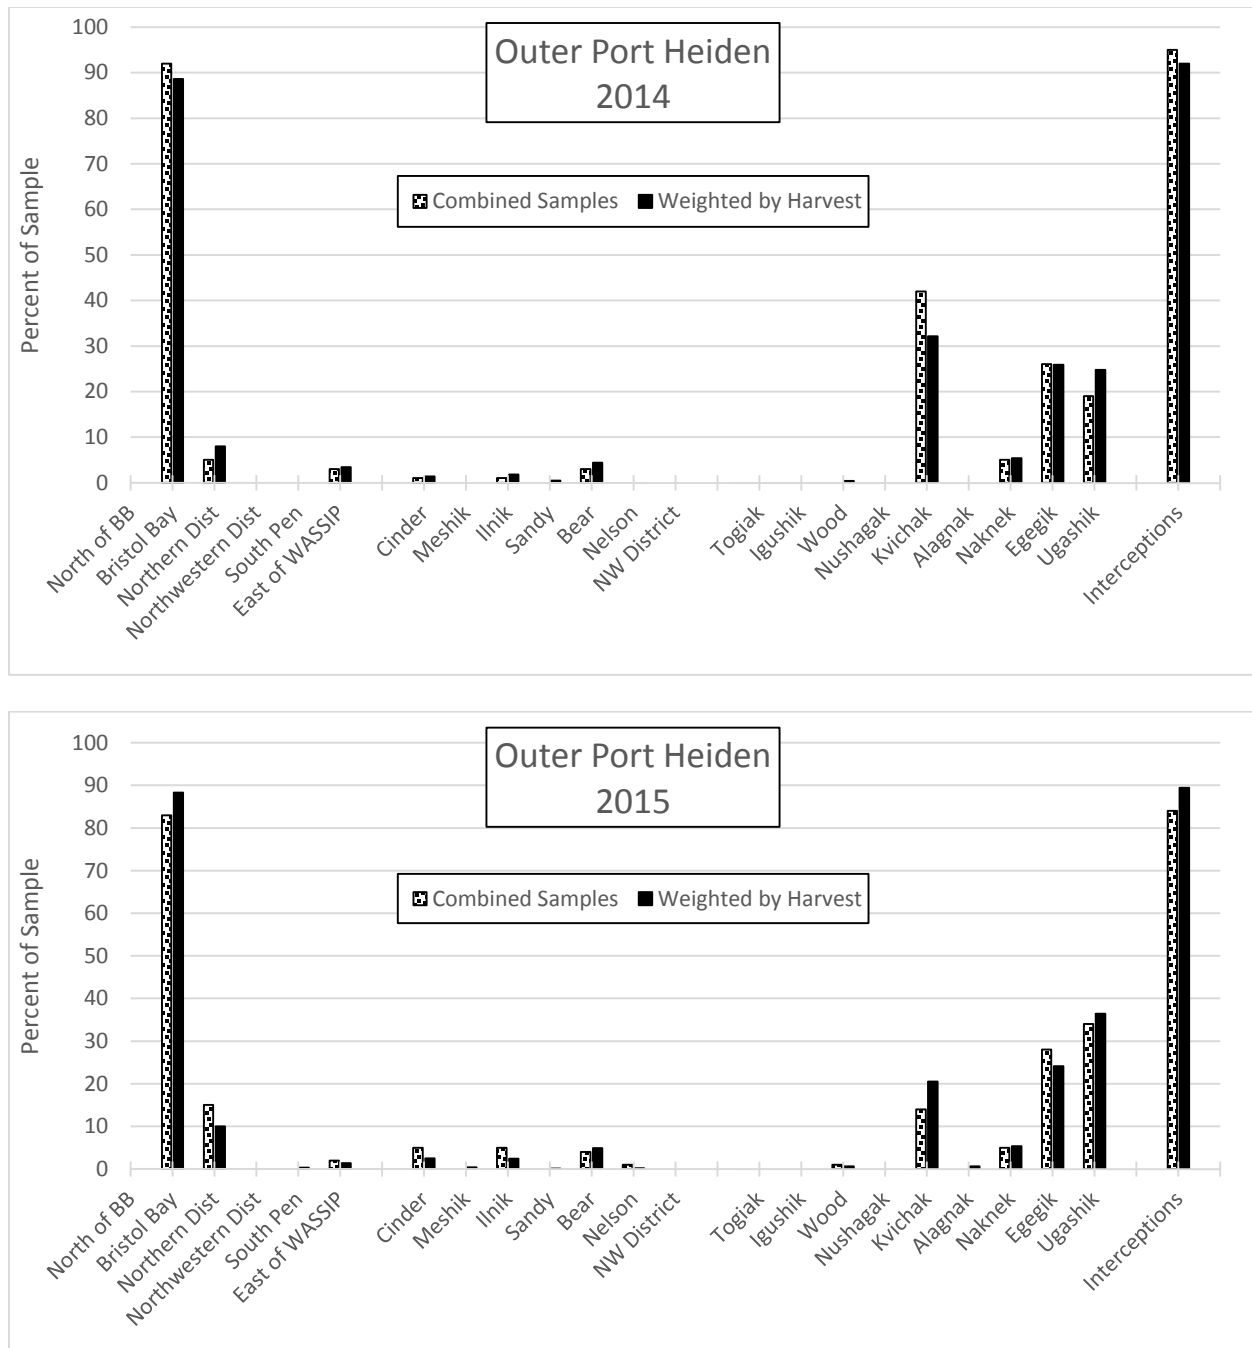 100
90
80
70
60
50
40
30
20
10
0
Percent of Sample
Outer Port Heiden
2014
Combined Samples Weighted by Harvest
North of BB
Bristol Bay
Northern Dist
Northwestern Dist
South Pen
East of WASSIP
Cinder
Meshik
Ilnik
Sandy
Bear
Nelson
NW District
Togiak
Igushik
Wood
Nushagak
Kvichak
Alagnak
Naknek
Egegik
Ugashik
Interceptions
100
90
80
70
60
50
40
30
20
10
0
Percent of Sample
Outer Port Heiden
2015
Combined Samples Weighted by Harvest
North of BB
Bristol Bay
Northern Dist
Northwestern Dist
South Pen
East of WASSIP
Cinder
Meshik
Ilnik
Sandy
Bear
Nelson
NW District
Togiak
Igushik
Wood
Nushagak
Kvichak
Alagnak
Naknek
Egegik
Ugashik
Interceptions